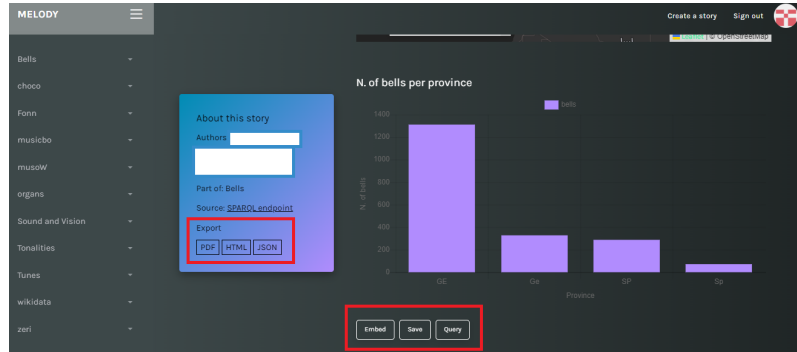 MELODY
Create a story
Sign out
| © OpenStreetMap
Bells
choco
Fonn
musicbo
musoW
organs
Sound and Vision
Tonalities
Tunes
wikidata
zeri
About this story
Authors
Part of: Bells
Source: SPARQL endpoint
Export
PDF HTML JSON
N. of bells per province
bells
1400
1200
1000
800
600
400
200
0
N. of bells
GE Ge SP Sp
Province
Embed Save Query